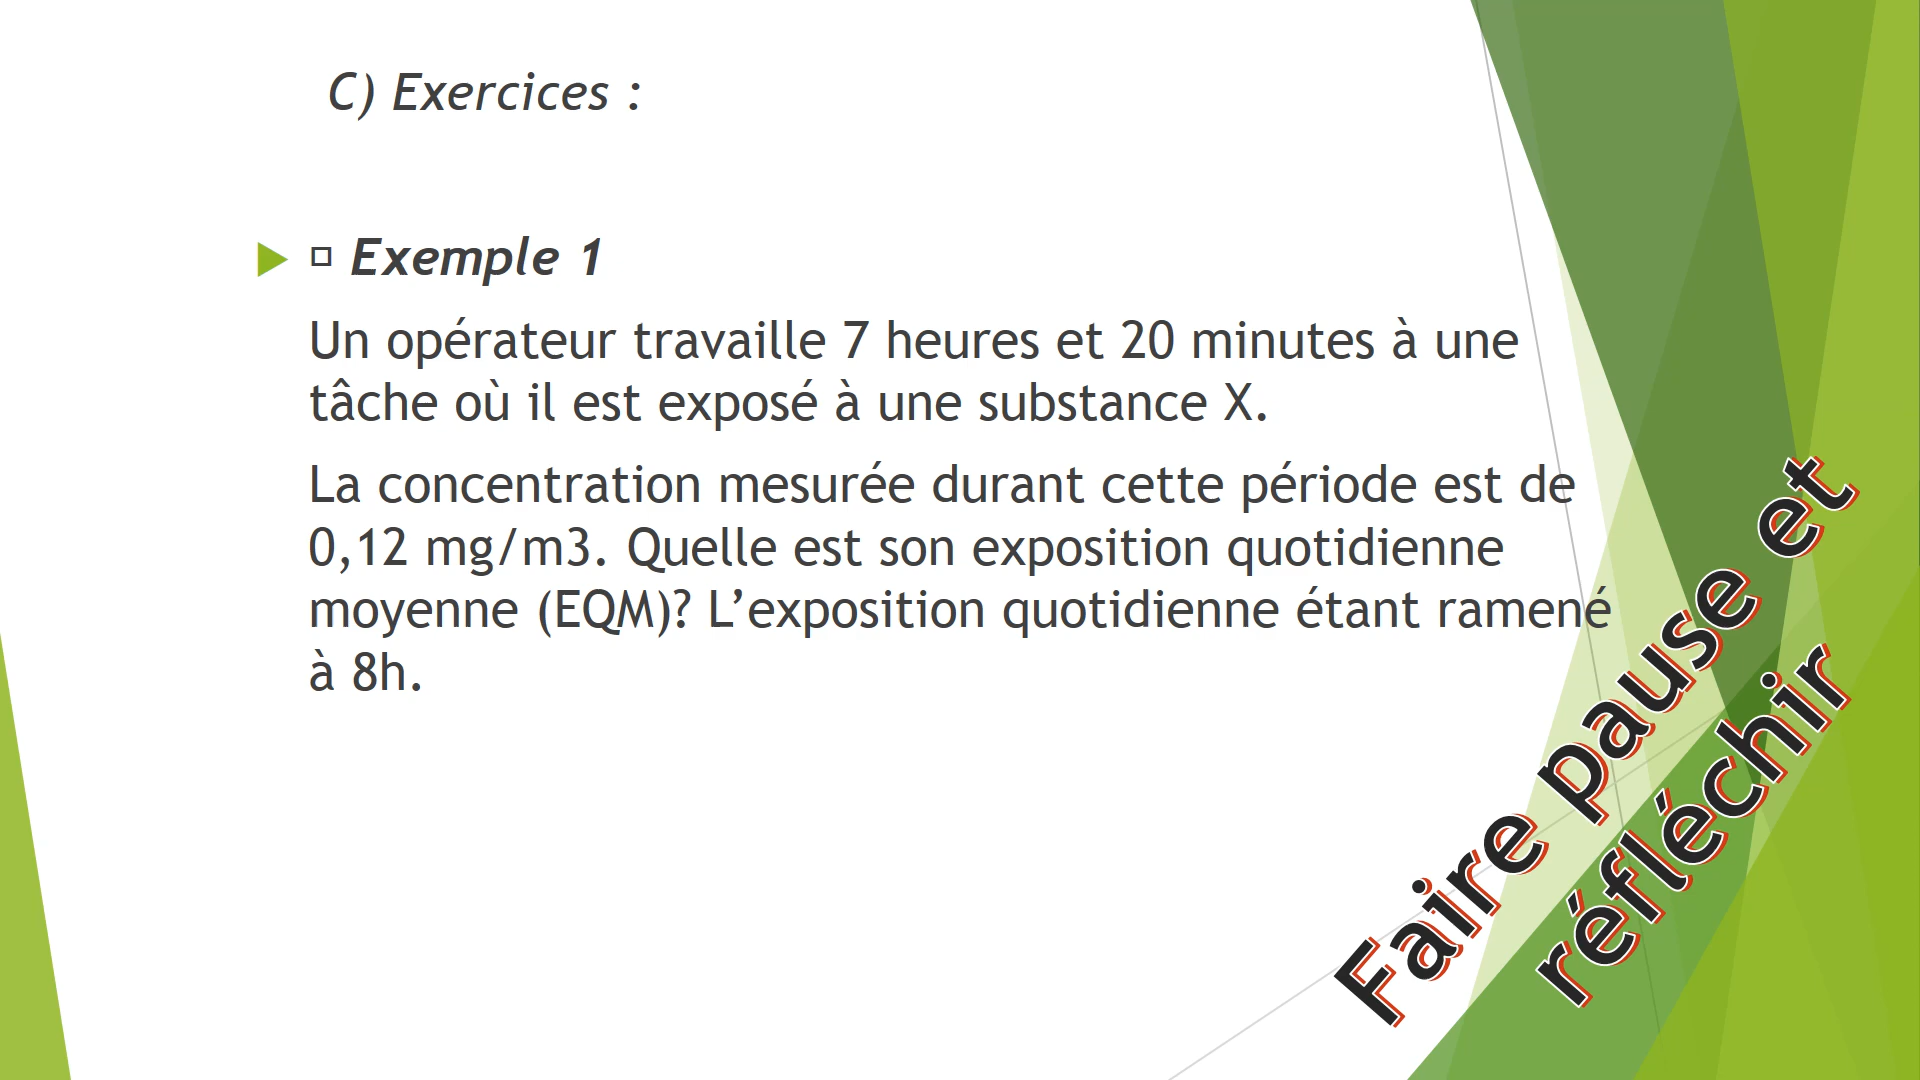 C) Exercices :
▶ □ Exemple 1
Un opérateur travaille 7 heures et 20 minutes à une
tâche où il est exposé à une substance X.
La concentration mesurée durant cette période est de
0,12 mg/m3. Quelle est son exposition quotidienne
moyenne (EQM)? L’exposition quotidienne étant ramené
à 8h.
Faire pause et
réfléchir